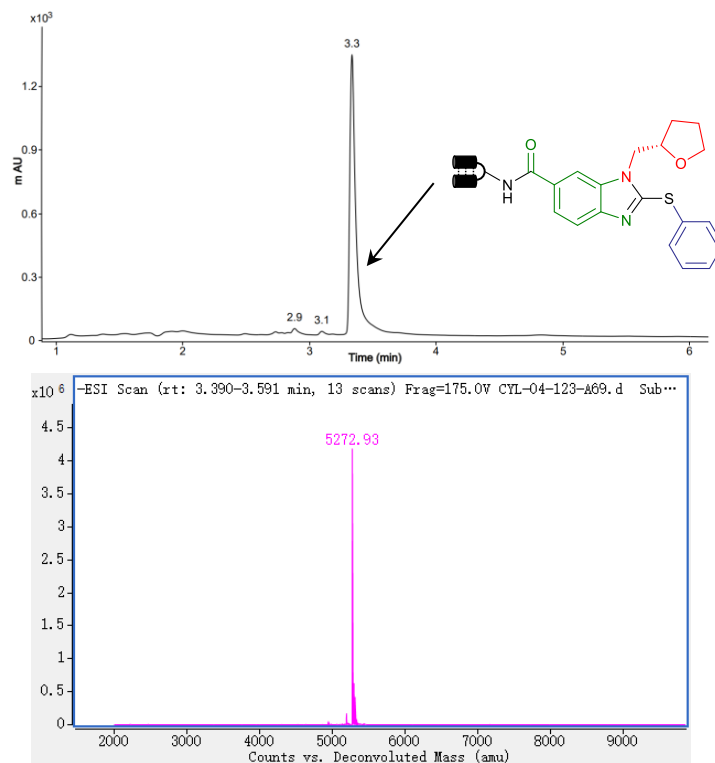 x10³
3.3
1.2
0.9
0.6
0.3
0
m AU
2.9
3.1
1 2 3 4 5 6
Time (min)
O
N
H
N
N
S
O
x10 6
-ESI Scan (rt: 3.390-3.591 min, 13 scans) Frag=175.0V CYL-04-123-A69.d Sub⋯
5272.93
4.5
4
3.5
3
2.5
2
1.5
1
0.5
0
2000 3000 4000 5000 6000 7000 8000 9000
Counts vs. Deconvoluted Mass (amu)